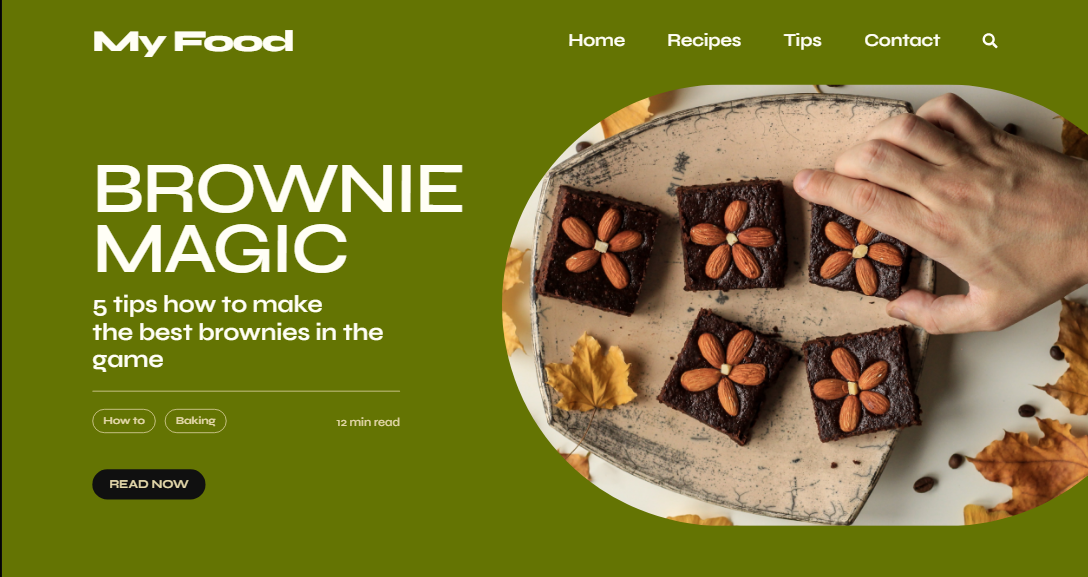 My Food
Home Recipes Tips Contact
BROWNIE
MAGIC
5 tips how to make
the best brownies in the
game
How to Baking 12 min read
READ NOW